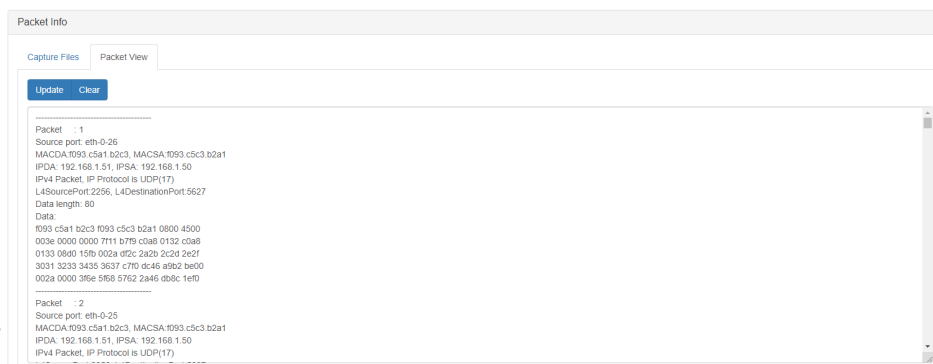 Packet Info
Capture Files Packet View
Update Clear
----------------------------------------
Packet : 1
Source port: eth-0-26
MACDA:f093.c5a1.b2c3, MACSA:f093.c5c3.b2a1
IPDA: 192.168.1.51, IPSA: 192.168.1.50
IPv4 Packet, IP Protocol is UDP(17)
L4SourcePort:2256, L4DestinationPort:5627
Data length: 80
Data:
f093 c5a1 b2c3 f093 c5c3 b2a1 0800 4500
003e 0000 0000 7f11 b7f9 c0a8 0132 c0a8
0133 08d0 15fb 002a df2c 2a2b 2c2d 2e2f
3031 3233 3435 3637 c7f0 dc46 a9b2 be00
002a 0000 3f6e 5f68 5762 2a46 db8c 1ef0
----------------------------------------
Packet : 2
Source port: eth-0-25
MACDA:f093.c5a1.b2c3, MACSA:f093.c5c3.b2a1
IPDA: 192.168.1.51, IPSA: 192.168.1.50
IPv4 Packet, IP Protocol is UDP(17)